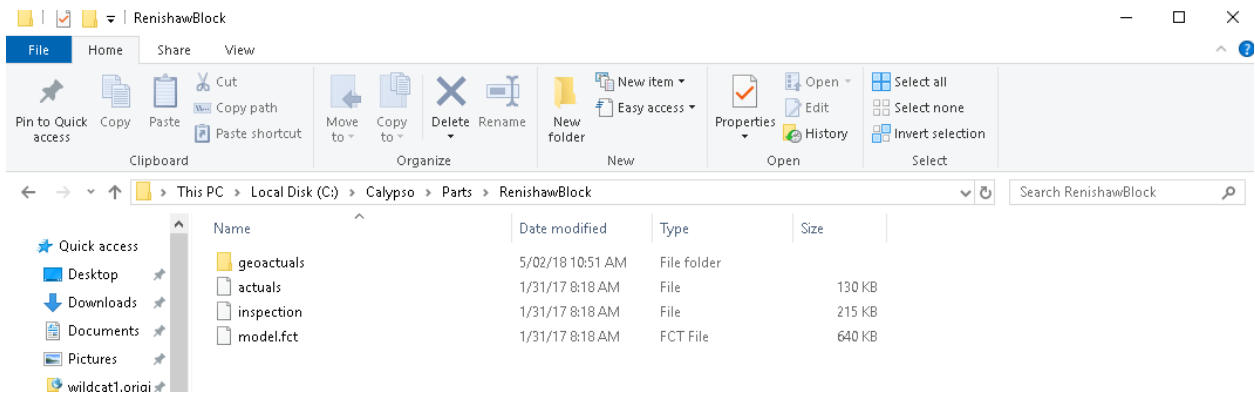 RenishawBlock
File Home Share View
Pin to Quick access
Copy
Paste
Cut
Copy path
Paste shortcut
Clipboard
Move to
Copy to
Delete
Rename
Organize
New folder
New item
Easy access
New
Properties
Open
Edit
History
Open
Select all
Select none
Invert selection
Select
This PC > Local Disk (C:) > Calypso > Parts > RenishawBlock
Search RenishawBlock
Quick access
Desktop
Downloads
Documents
Pictures
wildcat1.origi
Name Date modified Type Size
geoactuals 5/02/18 10:51 AM File folder
actuals 1/31/17 8:18 AM File 130 KB
inspection 1/31/17 8:18 AM File 215 KB
model.fct 1/31/17 8:18 AM FCT File 640 KB